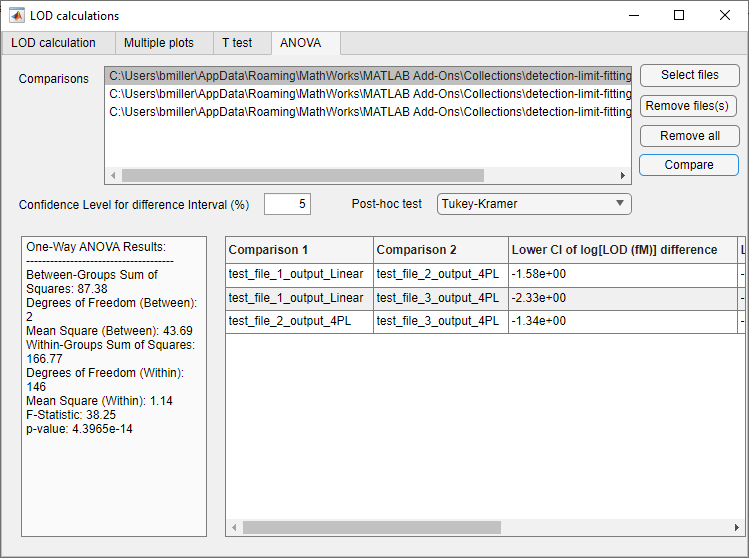 LOD calculations
LOD calculation Multiple plots T test ANOVA
Comparisons
C:\Users\bmiller\AppData\Roaming\MathWorks\MATLAB Add-Ons\Collections\detection-limit-fitting
C:\Users\bmiller\AppData\Roaming\MathWorks\MATLAB Add-Ons\Collections\detection-limit-fitting
C:\Users\bmiller\AppData\Roaming\MathWorks\MATLAB Add-Ons\Collections\detection-limit-fitting
Select files
Remove files(s)
Remove all
Compare
Confidence Level for difference Interval (%) 5 Post-hoc test Tukey-Kramer
One-Way ANOVA Results:
-------------------------------------
Between-Groups Sum of
Squares: 87.38
Degrees of Freedom (Between):
2
Mean Square (Between): 43.69
Within-Groups Sum of Squares:
166.77
Degrees of Freedom (Within):
146
Mean Square (Within): 1.14
F-Statistic: 38.25
p-value: 4.3965e-14
Comparison 1 Comparison 2 Lower CI of log[LOD (fM)] difference L
test_file_1_output_Linear test_file_2_output_4PL -1.58e+00 -
test_file_1_output_Linear test_file_3_output_4PL -2.33e+00 -
test_file_2_output_4PL test_file_3_output_4PL -1.34e+00 -